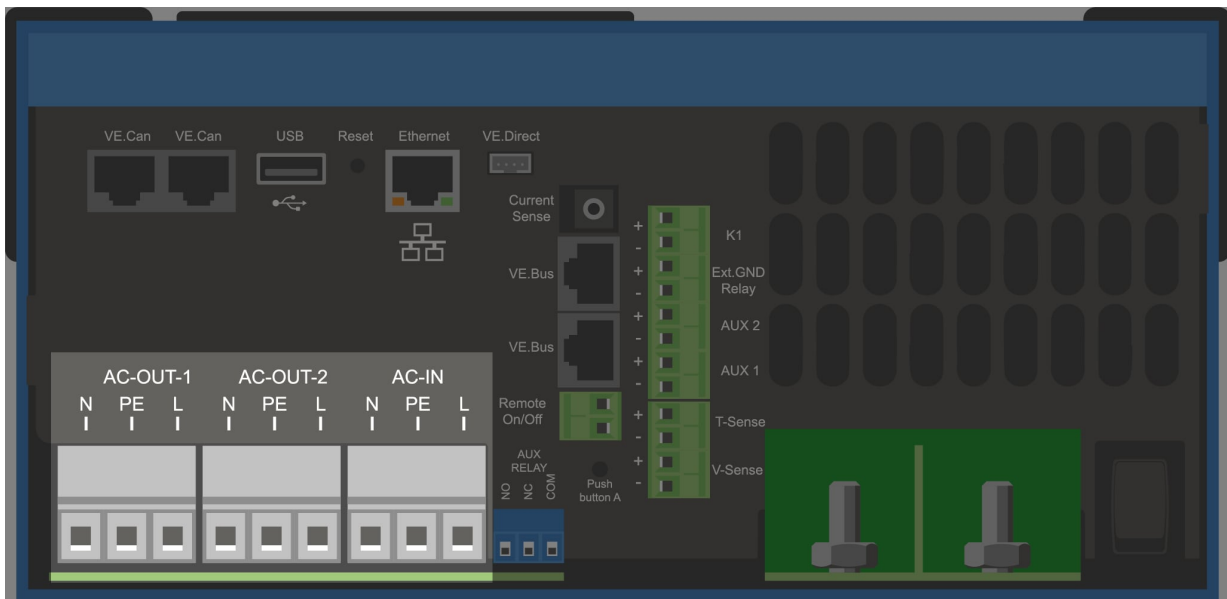 VE.Can VE.Can USB Reset Ethernet VE.Direct
Current
Sense
+
-
K1
VE.Bus
+
-
Ext.GND
Relay
+
-
AUX 2
VE.Bus
+
-
AUX 1
AC-OUT-1 AC-OUT-2 AC-IN
N PE L N PE L N PE L
Remote
On/Off
+
-
T-Sense
AUX
RELAY
+
-
V-Sense
NO NC COM
Push
button A